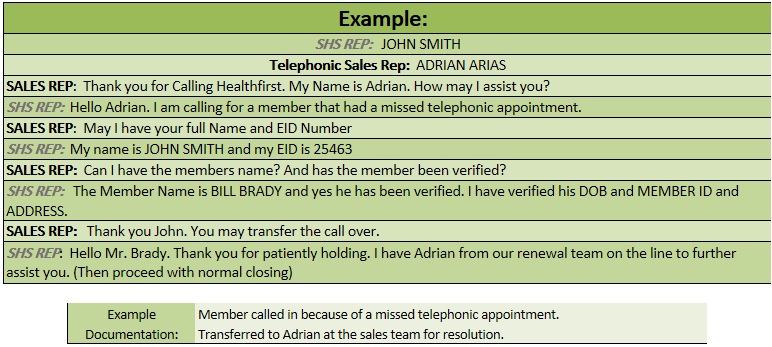 Example:
SHS REP: JOHN SMITH
Telephonic Sales Rep: ADRIAN ARIAS
SALES REP: Thank you for Calling Healthfirst. My Name is Adrian. How may I assist you?
SHS REP: Hello Adrian. I am calling for a member that had a missed telephonic appointment.
SALES REP: May I have your full Name and EID Number
SHS REP: My name is JOHN SMITH and my EID is 25463
SALES REP: Can I have the members name? And has the member been verified?
SHS REP: The Member Name is BILL BRADY and yes he has been verified. I have verified his DOB and MEMBER ID and
ADDRESS.
SALES REP: Thank you John. You may transfer the call over.
SHS REP: Hello Mr. Brady. Thank you for patiently holding. I have Adrian from our renewal team on the line to further
assist you. (Then proceed with normal closing)
Example Member called in because of a missed telephonic appointment.
Documentation: Transferred to Adrian at the sales team for resolution.